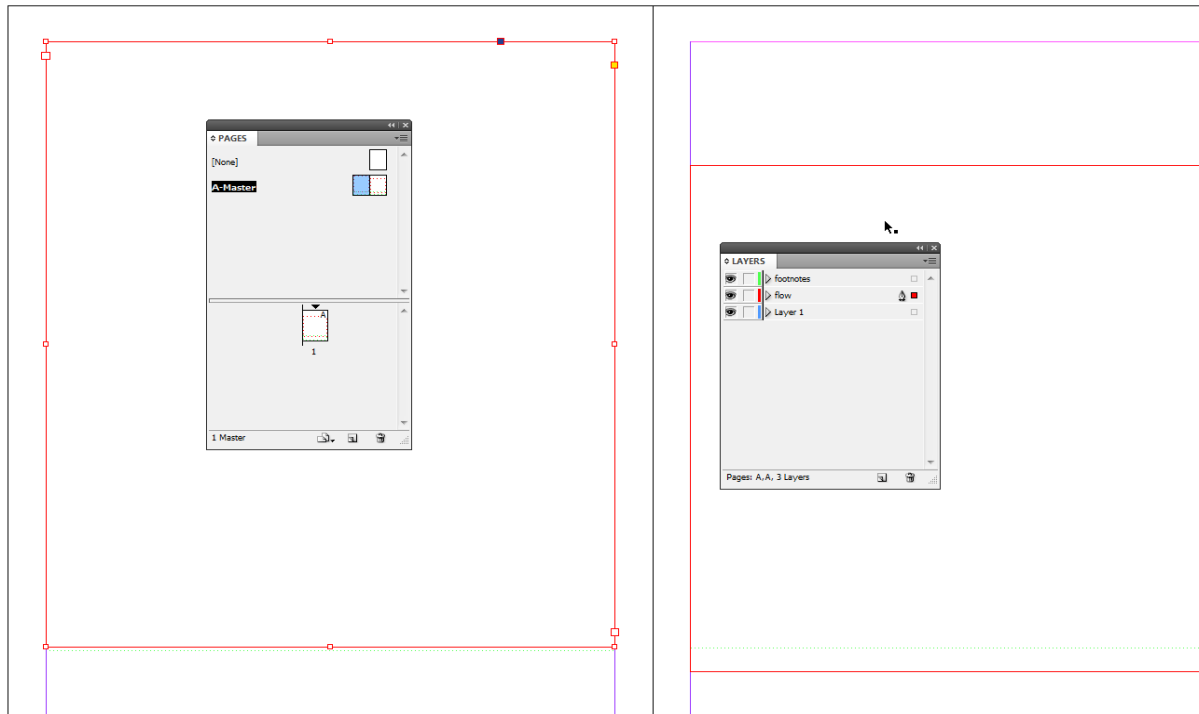 PAGES
[None]
A-Master
A
1
1 Master
LAYERS
footnotes
flow
Layer 1
Pages: A,A, 3 Layers